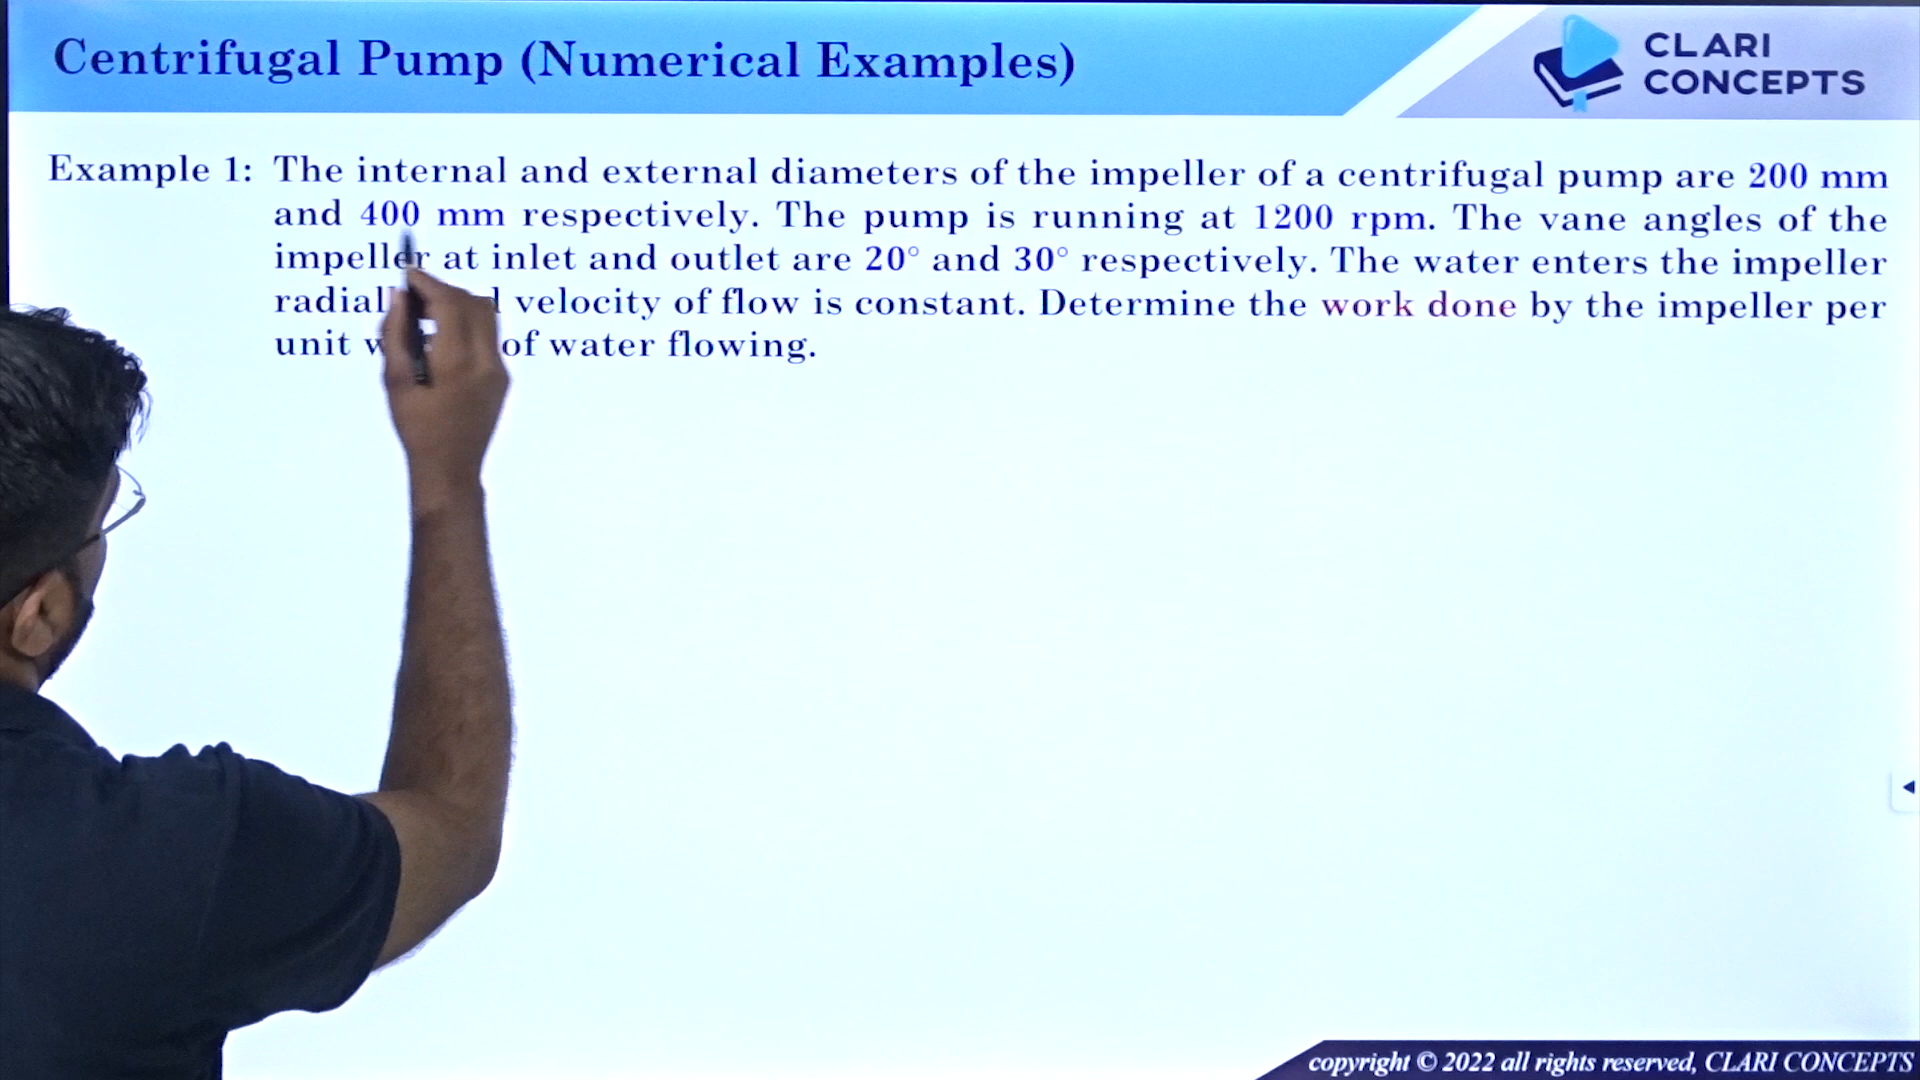 Centrifugal Pump (Numerical Examples)
CLARI
CONCEPTS
Example 1: The internal and external diameters of the impeller of a centrifugal pump are 200 mm
and 400 mm respectively. The pump is running at 1200 rpm. The vane angles of the
impeller at inlet and outlet are 20° and 30° respectively. The water enters the impeller
velocity of flow is constant. Determine the work done by the impeller per
unit of water flowing.
copyright © 2022 all rights reserved, CLARI CONCEPTS